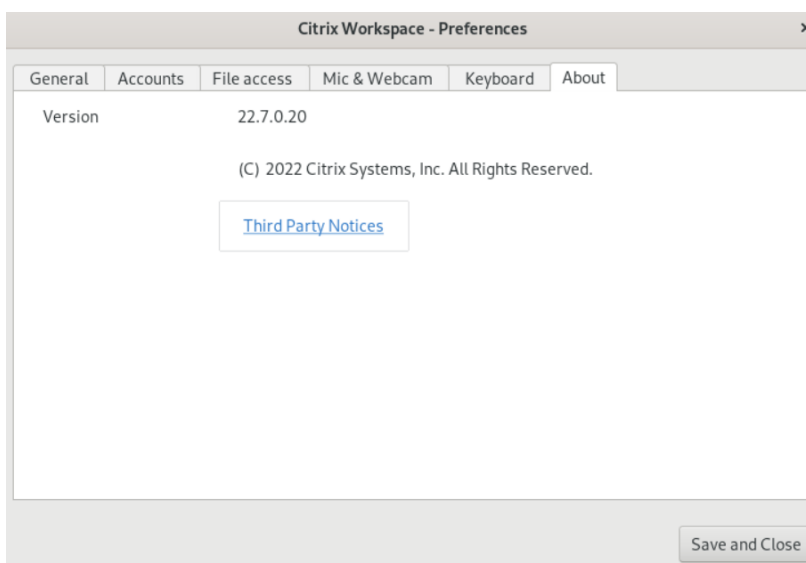 Citrix Workspace - Preferences
General Accounts File access Mic & Webcam Keyboard About
Version 22.7.0.20
(C) 2022 Citrix Systems, Inc. All Rights Reserved.
Third Party Notices
Save and Close